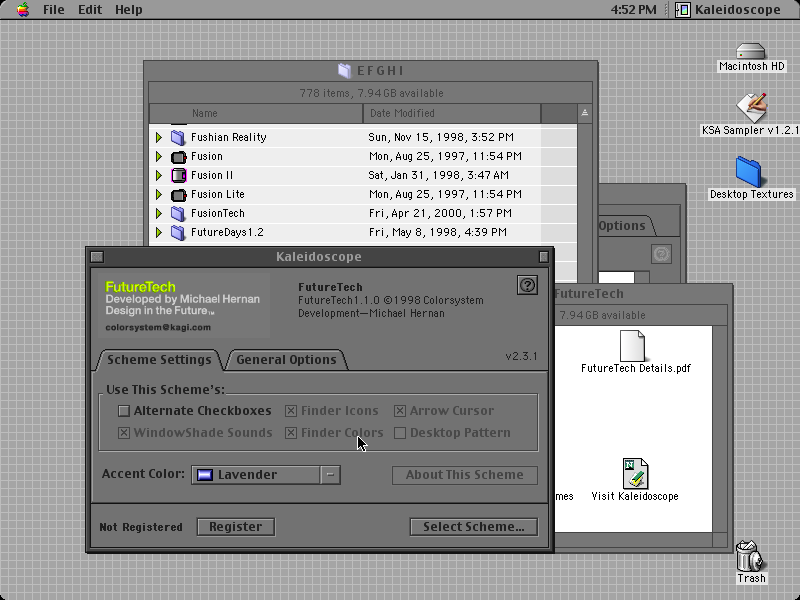 File Edit Help
4:52 PM Kaleidoscope
Macintosh HD
KSA Sampler v1.2.1
Desktop Textures
E F G H I
778 items, 7.94 GB available
Name Date Modified
Fushian Reality Sun, Nov 15, 1998, 3:52 PM
Fusion Mon, Aug 25, 1997, 11:54 PM
Fusion II Sat, Jan 31, 1998, 3:47 AM
Fusion Lite Mon, Aug 25, 1997, 11:54 PM
FusionTech Fri, Apr 21, 2000, 1:57 PM
FutureDays1.2 Fri, May 8, 1998, 4:39 PM
Options
?
FutureTech
7.94 GB available
FutureTech Details.pdf
mes
Visit Kaleidoscope
Kaleidoscope
FutureTech
Developed by Michael Hernan
Design in the Future.™
colorsystem@kagi.com
FutureTech
FutureTech1.1.0 ©1998 Colorsystem
Development—Michael Hernan
?
Scheme Settings General Options v2.3.1
Use This Scheme's:
Alternate Checkboxes Finder Icons Arrow Cursor
WindowShade Sounds Finder Colors Desktop Pattern
Accent Color: Lavender About This Scheme
Not Registered Register Select Scheme...
Trash